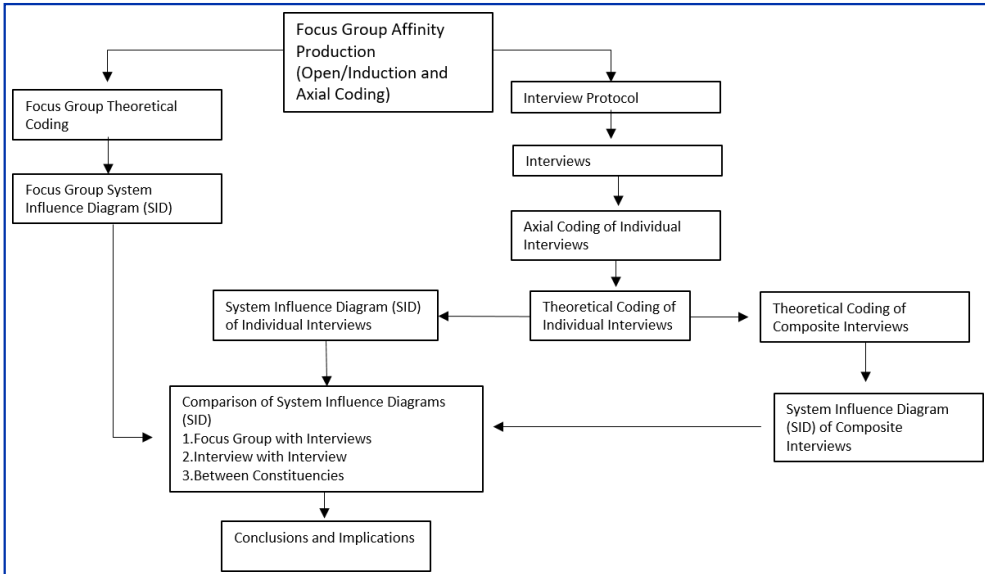 Focus Group Affinity
Production
(Open/Induction and
Axial Coding)
Focus Group Theoretical
Coding
Interview Protocol
Interviews
Focus Group System
Influence Diagram (SID)
Axial Coding of Individual
Interviews
System Influence Diagram (SID)
of Individual Interviews
Theoretical Coding of
Individual Interviews
Theoretical Coding of
Composite Interviews
Comparison of System Influence Diagrams
(SID)
1.Focus Group with Interviews
2.Interview with Interview
3.Between Constituencies
System Influence Diagram
(SID) of Composite
Interviews
Conclusions and Implications